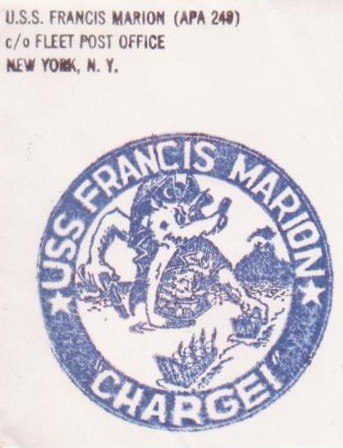 U.S.S. FRANCIS MARION (APA 249)
c/o FLEET POST OFFICE
NEW YORK, N. Y.
USS FRANCIS MARION
"CHARGE!"